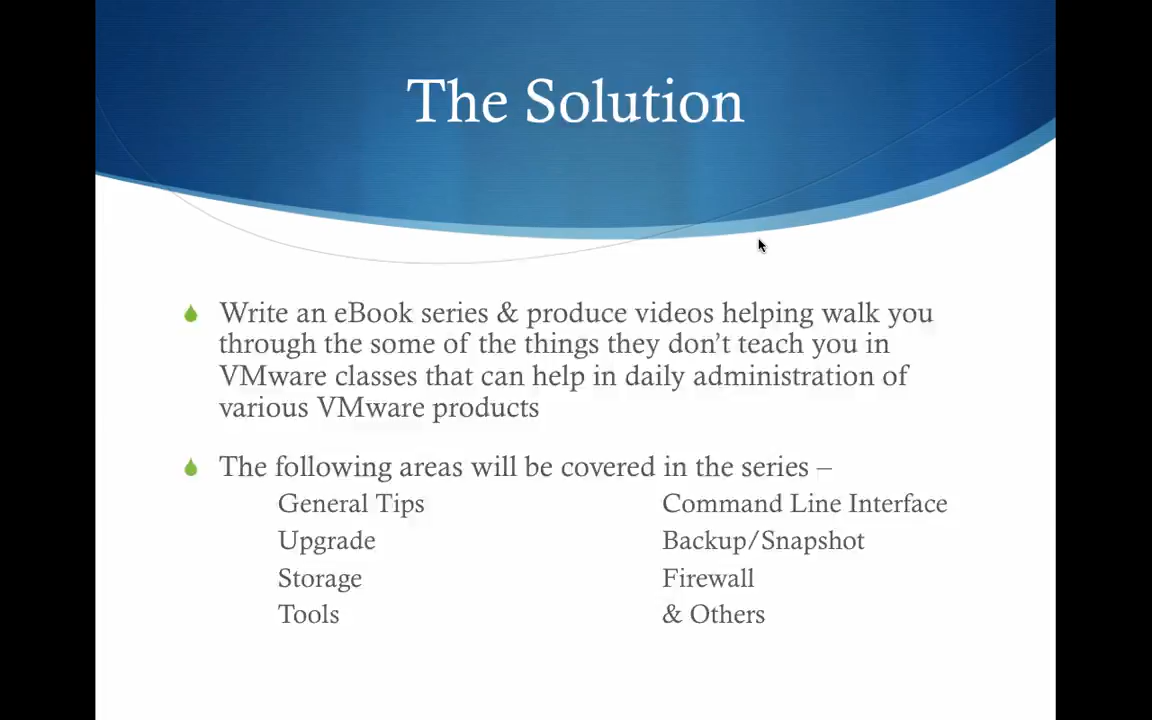 The Solution
Write an eBook series & produce videos helping walk you
through the some of the things they don't teach you in
VMware classes that can help in daily administration of
various VMware products
The following areas will be covered in the series –
General Tips Command Line Interface
Upgrade Backup/Snapshot
Storage Firewall
Tools & Others